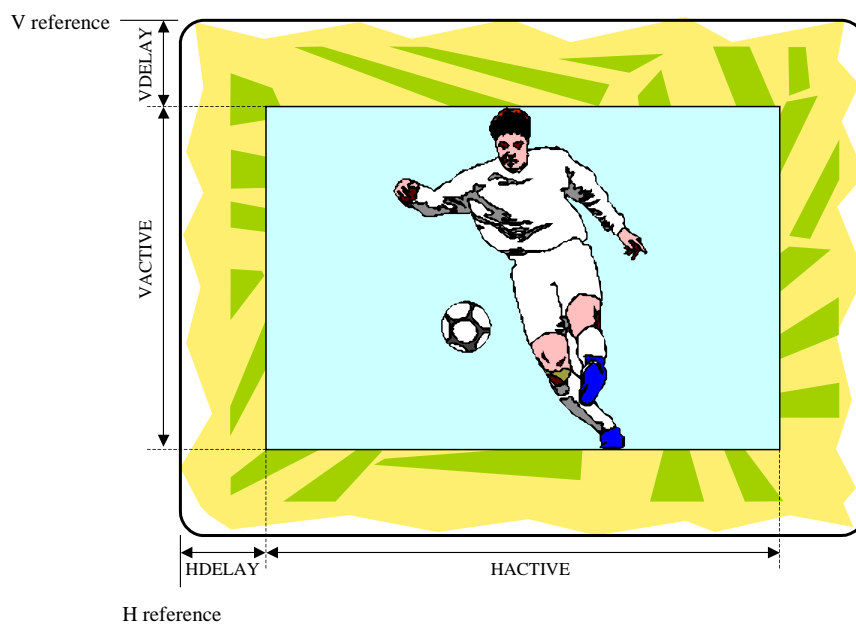 V reference
VDELAY
VACTIVE
HDELAY
HACTIVE
H reference